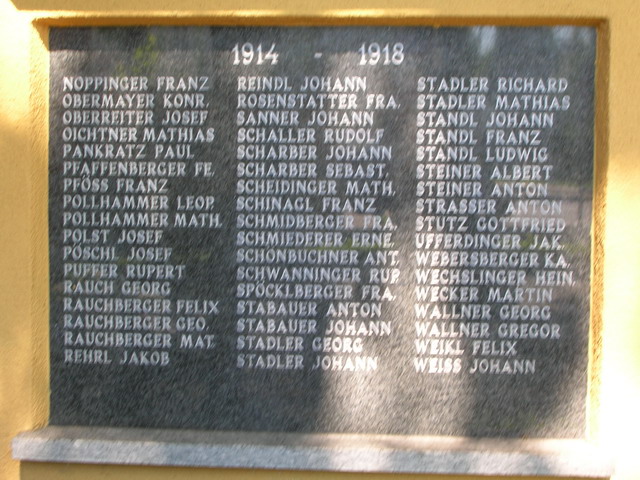 1914 - 1918
NOPPINGER FRANZ
OBERMAYER KONR.
OBERREITER JOSEF
OICHTNER MATHIAS
PANKRATZ PAUL
PFAFFENBERGER FE.
PFÖSS FRANZ
POLLHAMMER LEOP.
POLLHAMMER MATH.
POLST JOSEF
PÖSCHL JOSEF
PUFFER RUPERT
RAUCH GEORG
RAUCHBERGER FELIX
RAUCHBERGER GEO.
RAUCHBERGER MAT.
REHRL JAKOB
REINDL JOHANN
ROSENSTATTER FRA.
SANNER JOHANN
SCHALLER RUDOLF
SCHARBER JOHANN
SCHARBER SEBAST.
SCHEIDINGER MATH.
SCHINAGL FRANZ
SCHMIDBERGER FRA.
SCHMIEDERER ERNE.
SCHÖNBUCHNER ANT.
SCHWANNINGER RUP.
SPÖCKLBERGER FRA.
STABAUER ANTON
STABAUER JOHANN
STADLER GEORG
STADLER JOHANN
STADLER RICHARD
STADLER MATHIAS
STANDL JOHANN
STANDL FRANZ
STANDL LUDWIG
STEINER ALBERT
STEINER ANTON
STRASSER ANTON
STUTZ GOTTFRIED
UFFERDINGER JAK.
WEBERSBERGER KA.
WECHSLINGER HEIN.
WECKER MARTIN
WALLNER GEORG
WALLNER GREGOR
WEIKL FELIX
WEISS JOHANN